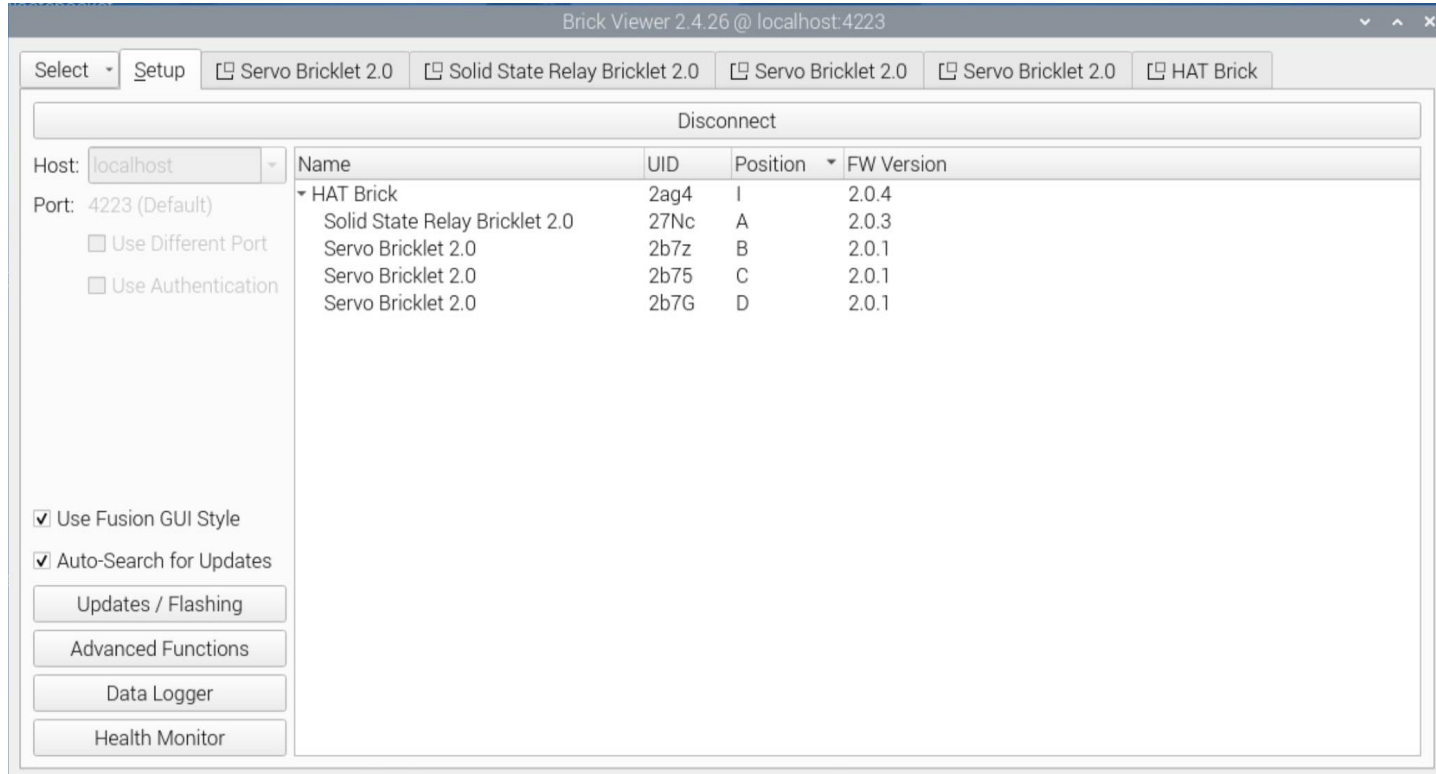 Brick Viewer 2.4.26 @ localhost:4223
Select Setup Servo Bricklet 2.0 Solid State Relay Bricklet 2.0 Servo Bricklet 2.0 Servo Bricklet 2.0 HAT Brick
Disconnect
Host: localhost
Port: 4223 (Default)
Use Different Port
Use Authentication
Name UID Position FW Version
HAT Brick 2ag4 I 2.0.4
Solid State Relay Bricklet 2.0 27Nc A 2.0.3
Servo Bricklet 2.0 2b7z B 2.0.1
Servo Bricklet 2.0 2b75 C 2.0.1
Servo Bricklet 2.0 2b7G D 2.0.1
Use Fusion GUI Style
Auto-Search for Updates
Updates / Flashing
Advanced Functions
Data Logger
Health Monitor